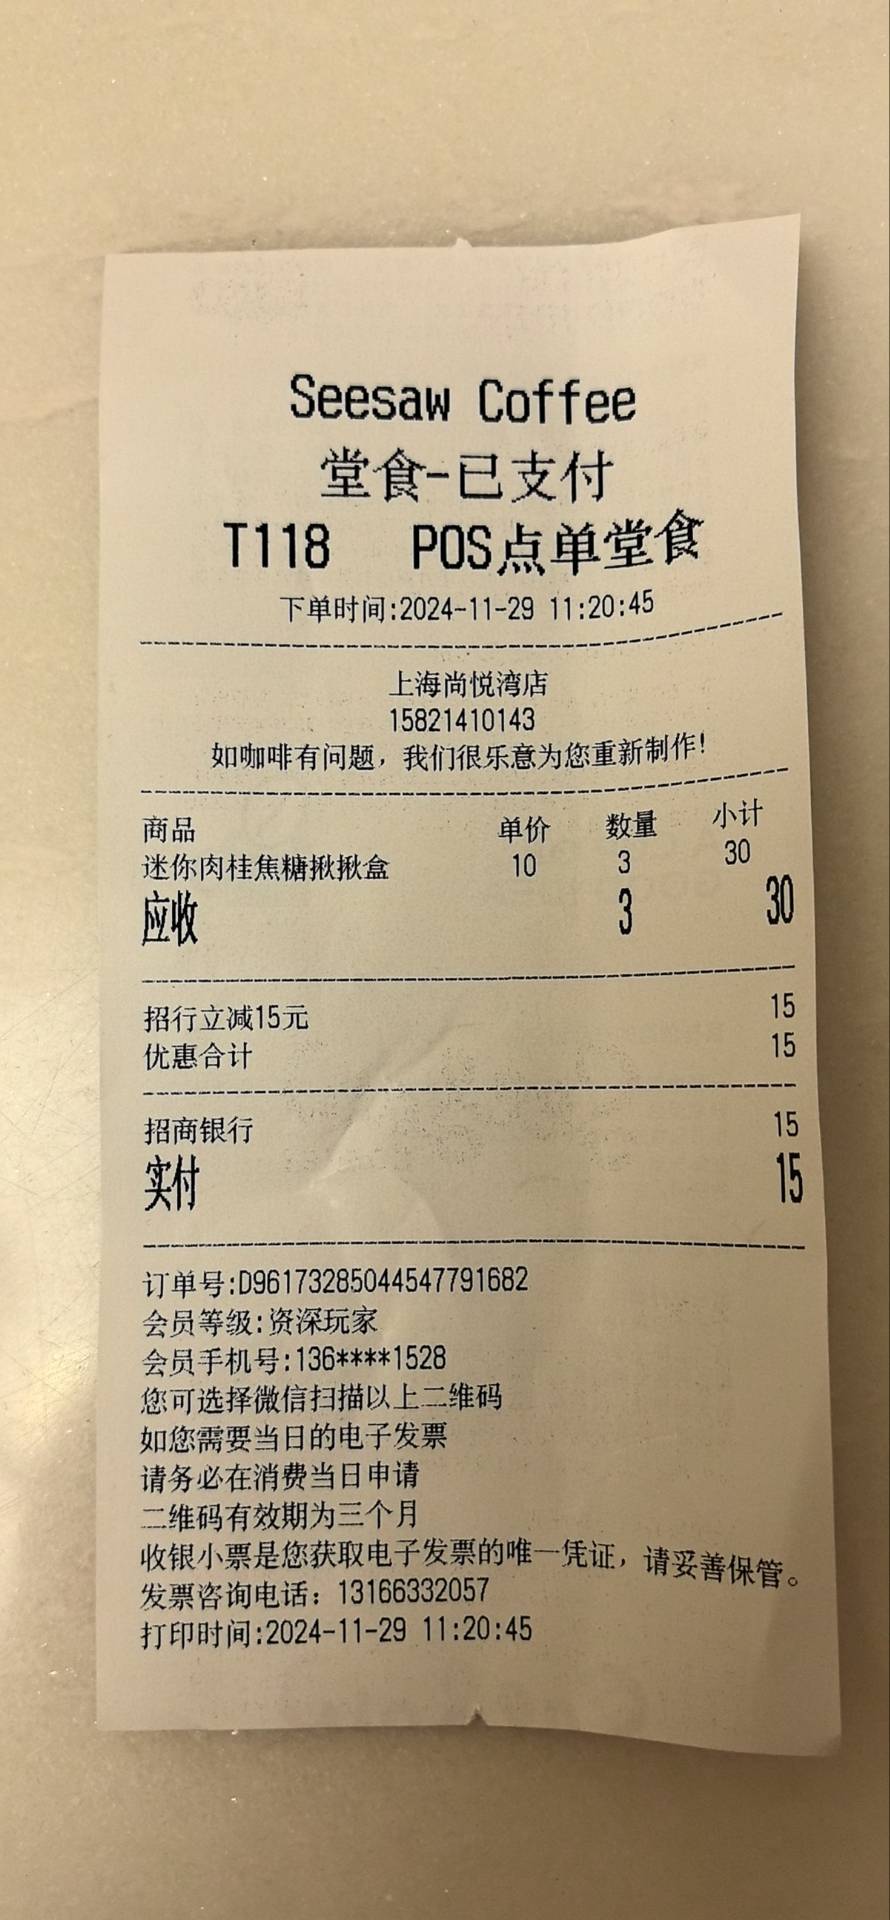 Seesaw Coffee
堂食-已支付
T118 POS点单堂食
下单时间:2024-11-29 11:20:45
上海尚悦湾店
15821410143
如咖啡有问题，我们很乐意为您重新制作!
商品 单价 数量 小计
迷你肉桂焦糖揪揪盒 10 3 30
应收 3 30
招行立减15元 15
优惠合计 15
招商银行 15
实付 15
订单号:D96173285044547791682
会员等级:资深玩家
会员手机号:136****1528
您可选择微信扫描以上二维码
如您需要当日的电子发票
请务必在消费当日申请
二维码有效期为三个月
收银小票是您获取电子发票的唯一凭证，请妥善保管。
发票咨询电话：13166332057
打印时间:2024-11-29 11:20:45